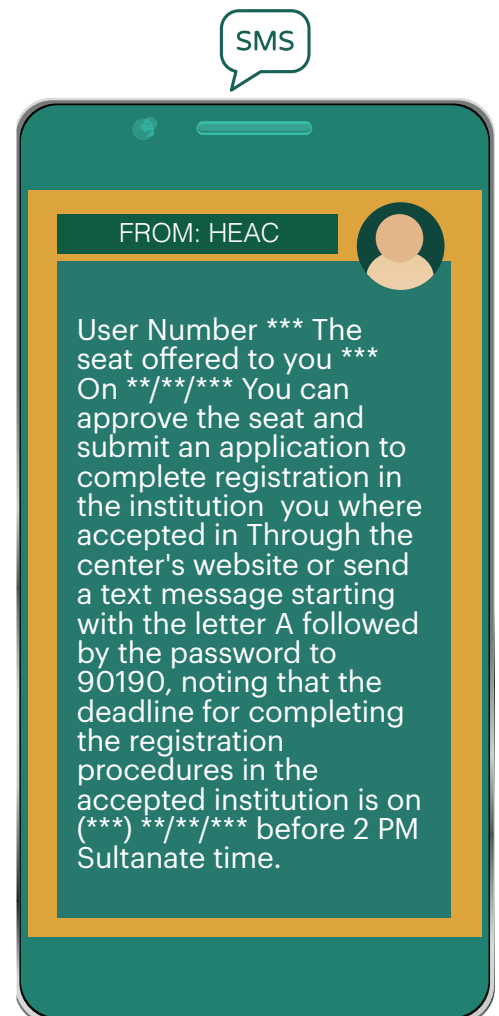 SMS
FROM: HEAC
User Number *** The
seat offered to you ***
On **/**/*** You can
approve the seat and
submit an application to
complete registration in
the institution  you where
accepted in Through the
center's website or send
a text message starting
with the letter A followed
by the password to
90190, noting that the
deadline for completing
the registration
procedures in the
accepted institution is on
(***) **/**/*** before 2 PM
Sultanate time.